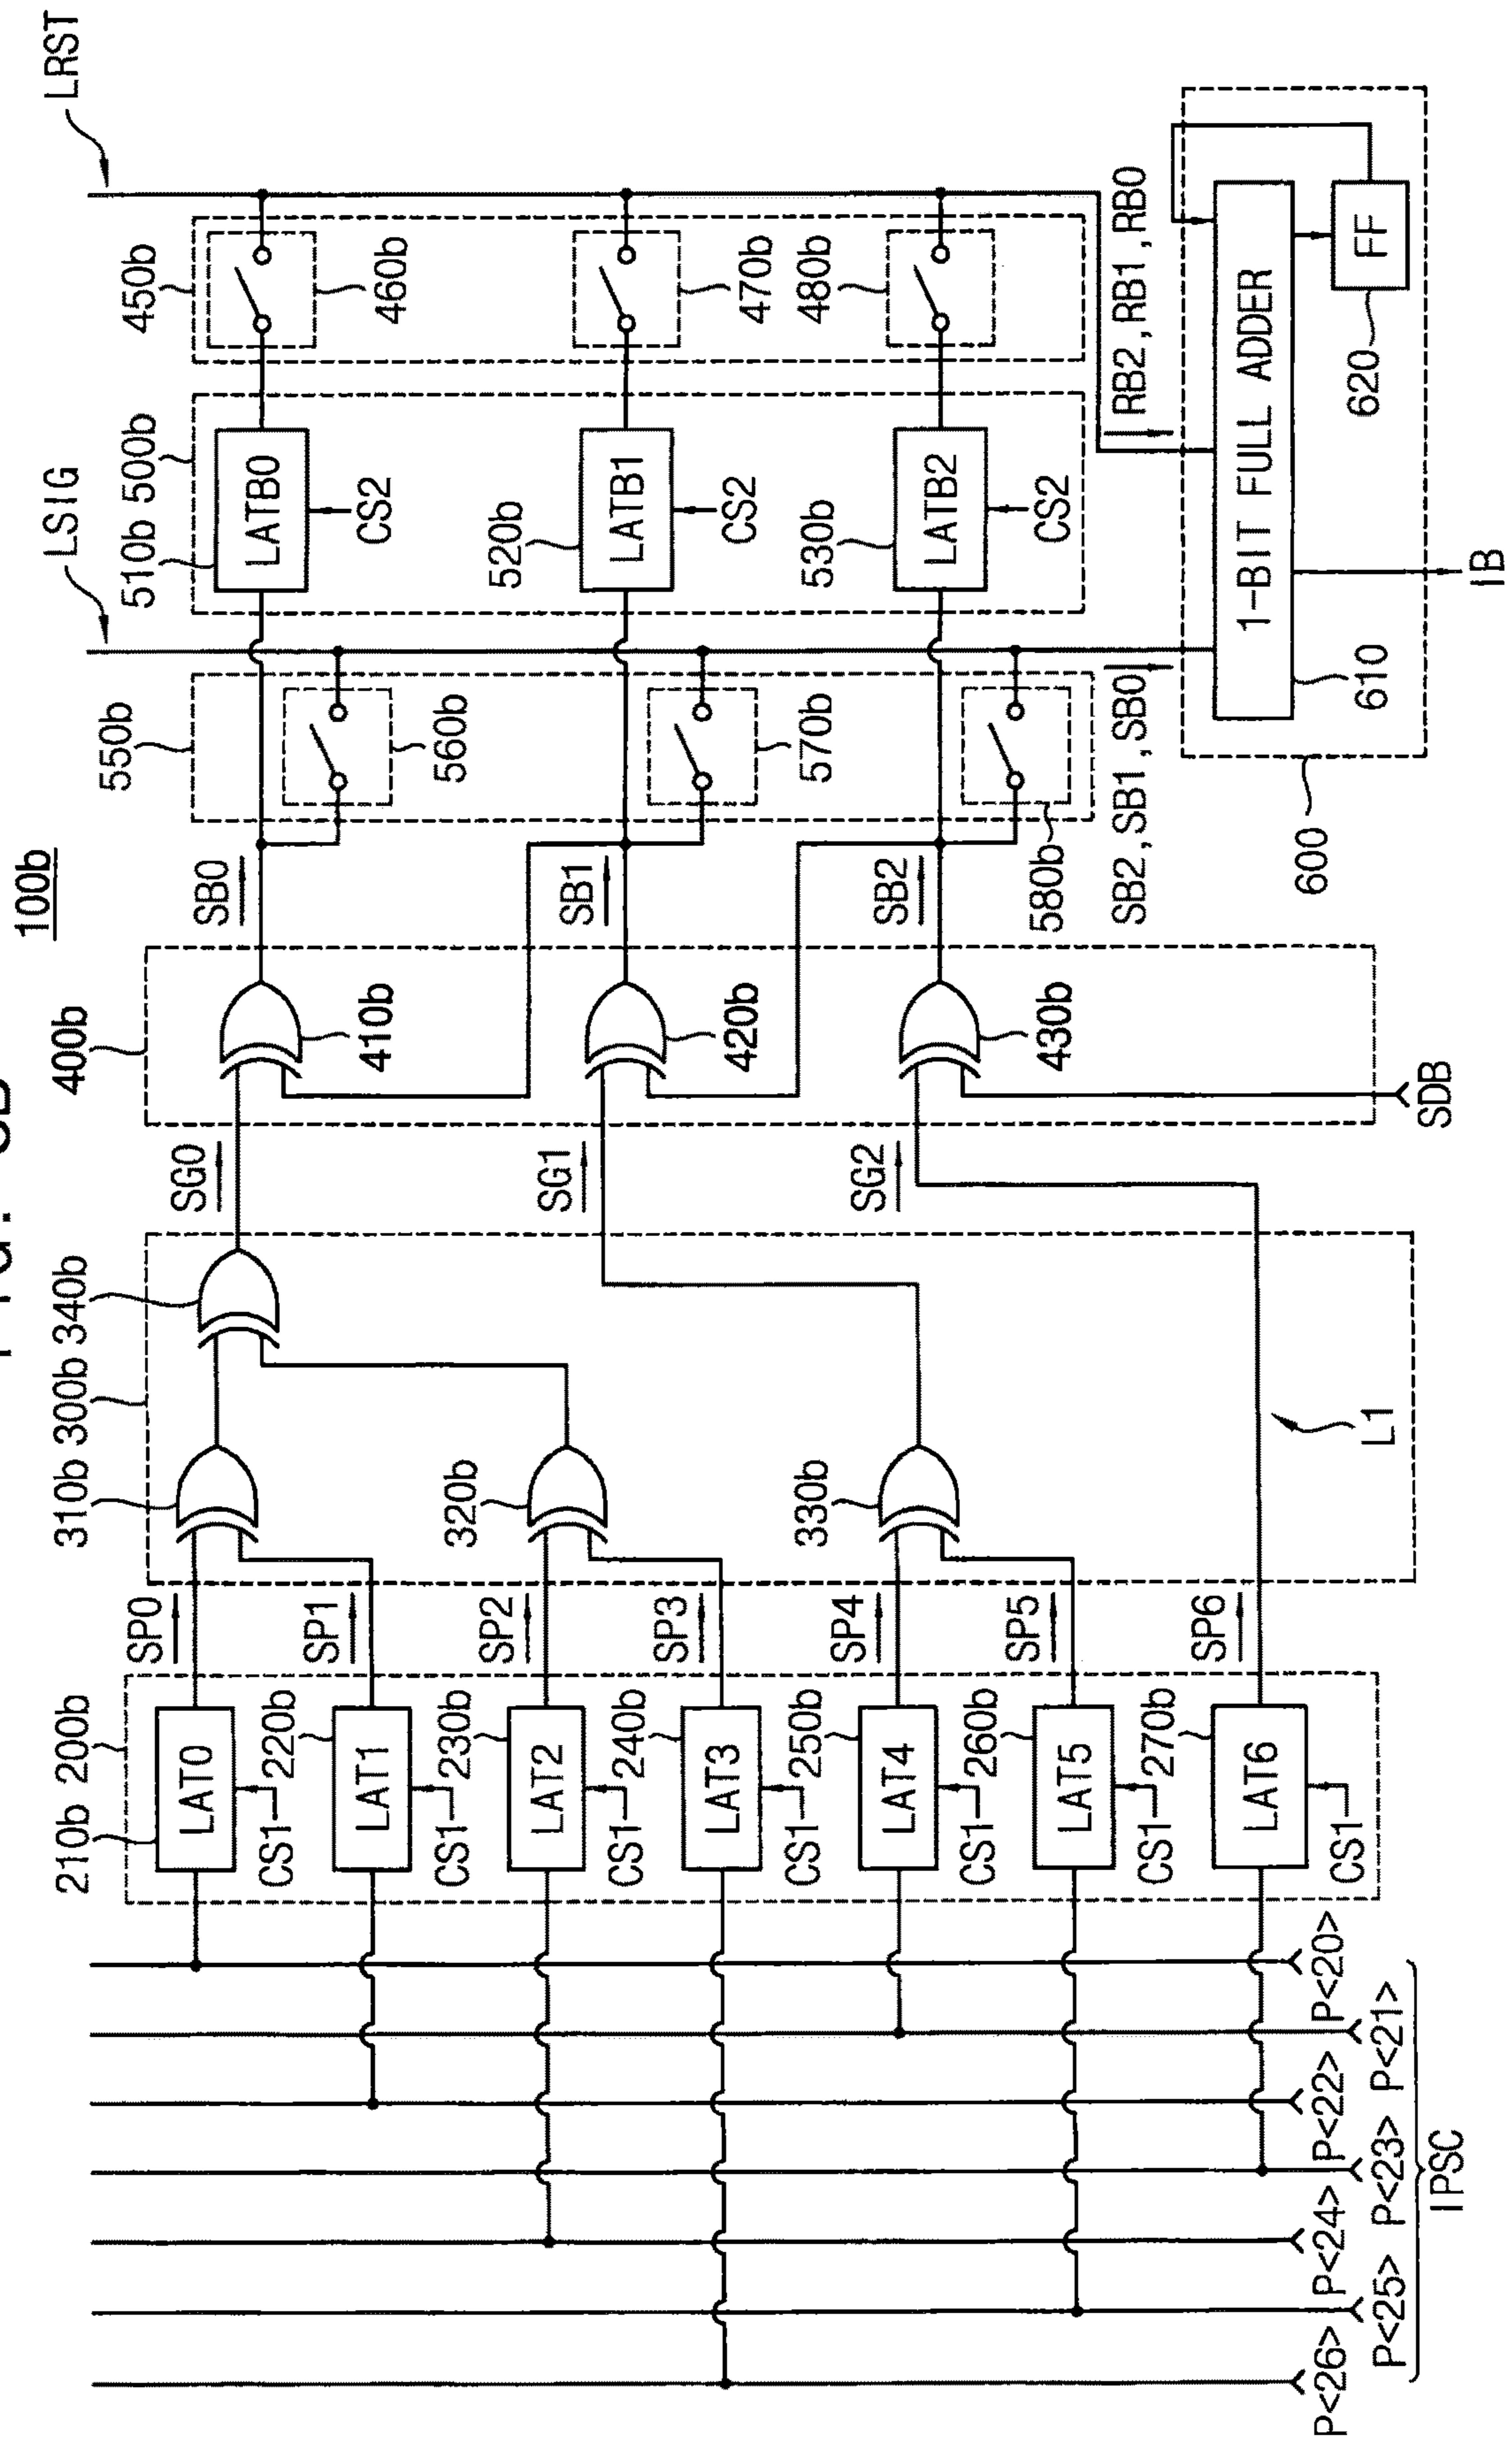 100b
LRST
LSIG
400b
550b
510b 500b
450b
210b 200b
310b 300b 340b
SP0
SG0
SB0
410b
560b
LATB0
CS2
460b
LAT0
CS1
220b
LAT1
CS1
SP1
230b
LAT2
CS1
SP2
320b
SG1
SB1
420b
570b
520b
LATB1
CS2
470b
240b
LAT3
CS1
SP3
250b
LAT4
CS1
SP4
330b
SG2
SB2
430b
580b
530b
LATB2
CS2
480b
260b
LAT5
CS1
SP5
270b
LAT6
CS1
SP6
L1
SDB
SB2,SB1,SB0
RB2,RB1,RB0
600
610
1-BIT FULL ADDER
620
FF
IB
P<26>
P<25>
P<24>
P<23>
P<22>
P<21>
P<20>
IPSC